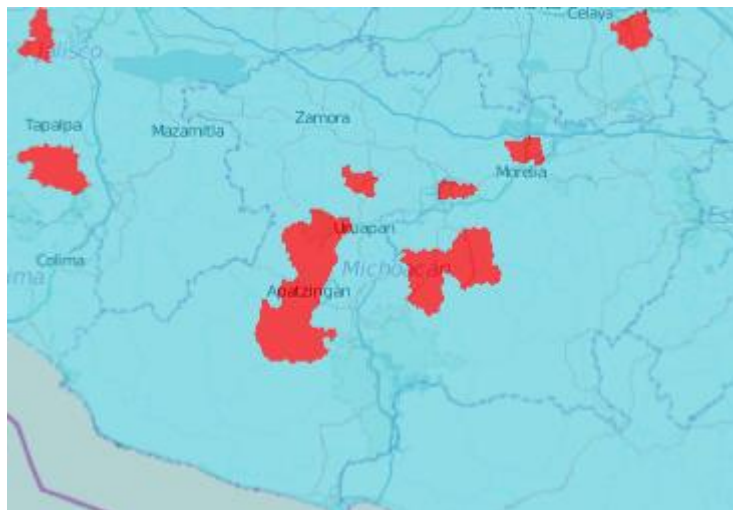 Celaya
Jalisco
Zamora
Tapalpa
Mazamitla
Morelia
Uruapan
Colima
Michoacán
Apatzingán